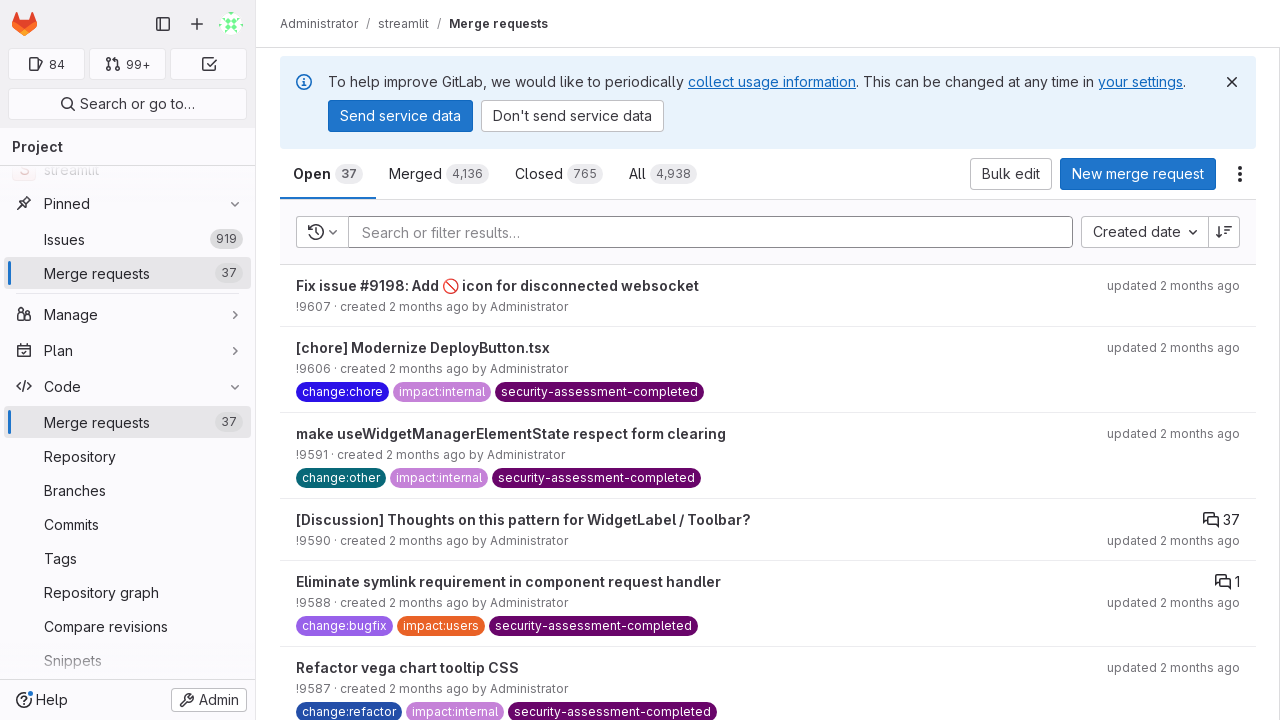 84
99+
Search or go to…
Project
S streamlit
Pinned
Issues 919
Merge requests 37
Manage
Plan
Code
Merge requests 37
Repository
Branches
Commits
Tags
Repository graph
Compare revisions
Snippets
Help
Admin
Administrator / streamlit / Merge requests
To help improve GitLab, we would like to periodically collect usage information. This can be changed at any time in your settings.
Send service data
Don't send service data
Open 37 Merged 4,136 Closed 765 All 4,938
Bulk edit
New merge request
Search or filter results…
Created date
Fix issue #9198: Add 🚫 icon for disconnected websocket
updated 2 months ago
!9607 · created 2 months ago by Administrator
[chore] Modernize DeployButton.tsx
updated 2 months ago
!9606 · created 2 months ago by Administrator
change:chore impact:internal security-assessment-completed
make useWidgetManagerElementState respect form clearing
updated 2 months ago
!9591 · created 2 months ago by Administrator
change:other impact:internal security-assessment-completed
[Discussion] Thoughts on this pattern for WidgetLabel / Toolbar?
37
!9590 · created 2 months ago by Administrator
updated 2 months ago
Eliminate symlink requirement in component request handler
1
!9588 · created 2 months ago by Administrator
updated 2 months ago
change:bugfix impact:users security-assessment-completed
Refactor vega chart tooltip CSS
updated 2 months ago
!9587 · created 2 months ago by Administrator
change:refactor impact:internal security-assessment-completed